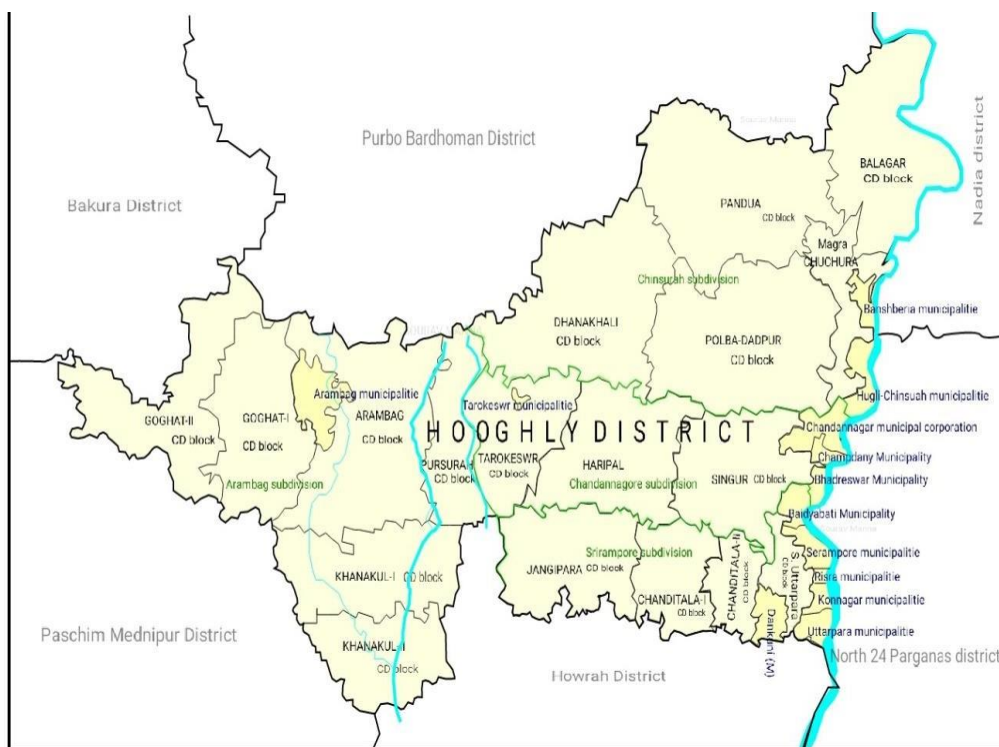 Purbo Bardhoman District
Bakura District
Nadia district
BALAGAR
CD block
PANDUA
CD block
Magra
CHUCHURA
Chinsurah subdivision
Banshberia municipalitie
DHANAKHALI
CD block
POLBA-DADPUR
CD block
Arambag municipalitie
Tarokeswr municipalitie
Hugli-Chinsuah municipalitie
GOGHAT-II
CD block
GOGHAT-I
CD block
ARAMBAG
CD block
HOOGHLY DISTRICT
Chandannagar municipal corporation
PURSURAH
CD block
TAROKESWR
CD block
HARIPAL
SINGUR CD block
Champdany Municipality
Bhadreswar Municipality
Arambag subdivision
Chandannagore subdivision
Baidyabati Municipality
Srirampore subdivision
JANGIPARA CD block
CHANDITALA-II
CD block
S. Uttarpara
CD block
Serampore municipalitie
KHANAKUL-I CD block
Risra municipalitie
CHANDITALA-I
CD block
Konnagar municipalitie
Dankuni (M)
Uttarpara municipalitie
Paschim Mednipur District
KHANAKUL-II
CD block
Howrah District
North 24 Parganas district